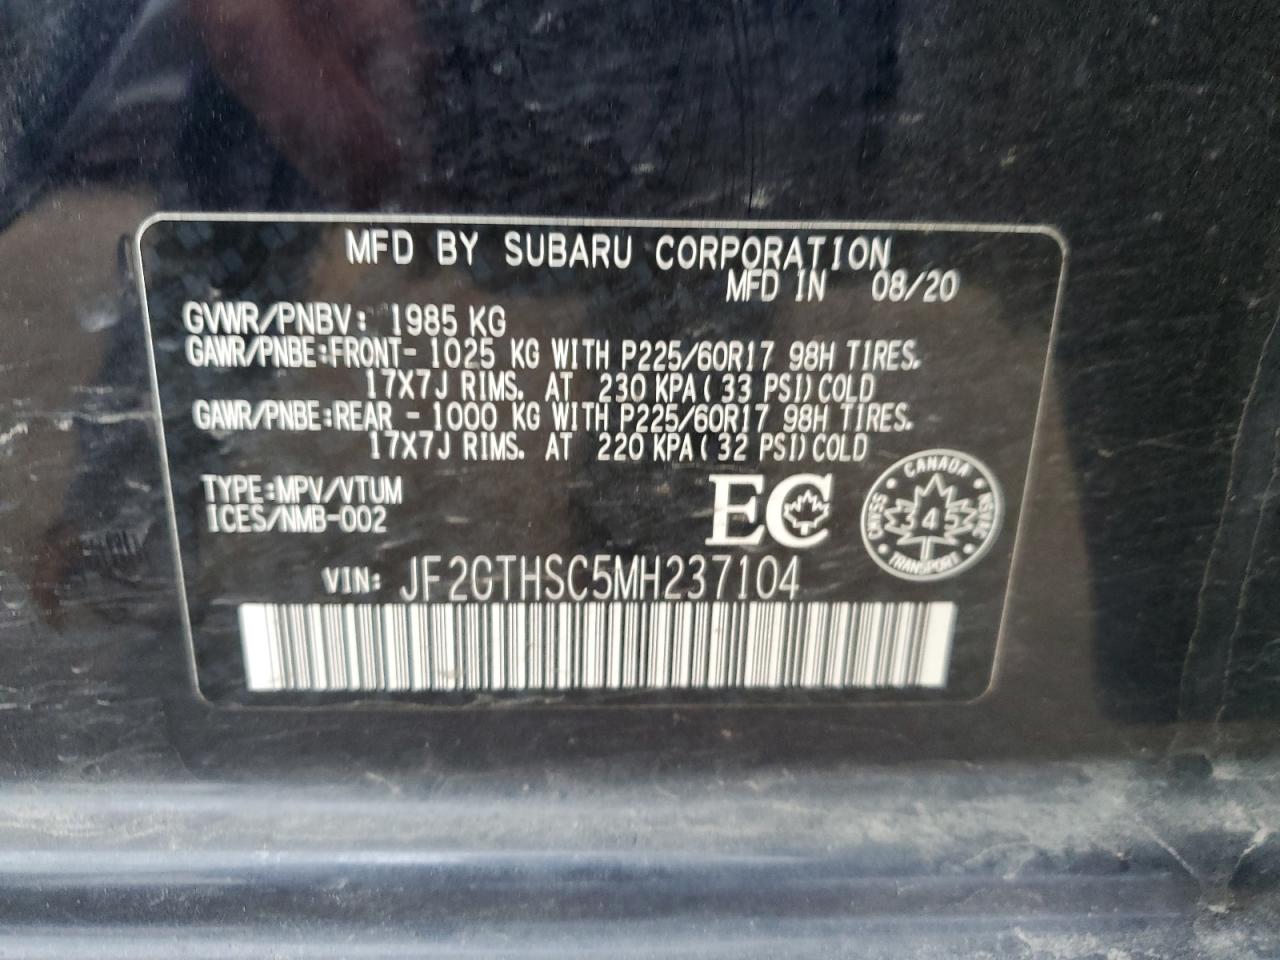 MFD BY SUBARU CORPORATION
MFD IN 08/20
GVWR/PNBV: 1985 KG
GAWR/PNBE:FRONT- 1025 KG WITH P225/60R17 98H TIRES.
17X7J RIMS. AT 230 KPA( 33 PSI)COLD
GAWR/PNBE:REAR - 1000 KG WITH P225/60R17 98H TIRES.
17X7J RIMS. AT 220 KPA( 32 PSI)COLD
TYPE:MPV/VTUM
ICES/NMB-002
EC
CANADA
CMVSS
4
NSVAC
TRANSPORT
VIN: JF2GTHSC5MH237104